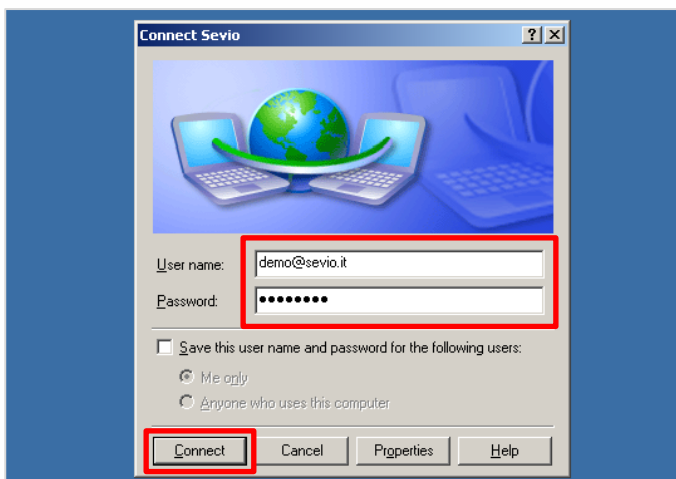 Connect Sevio
User name: demo@sevio.it
Password: ●●●●●●●●
Save this user name and password for the following users:
Me only
Anyone who uses this computer
Connect Cancel Properties Help